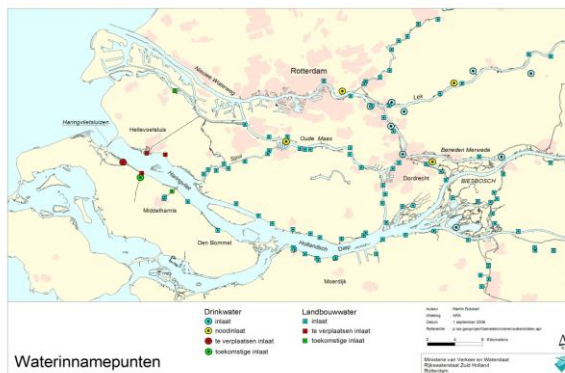 Nieuwe Waterweg
Rotterdam
Lek
Haringvlietsluizen
Hellevoetsluis
Oude Maas
Spui
Beneden Merwede
Dordrecht
BIESBOSCH
Haringvliet
Middelharnis
Hollandsch Diep
Den Bommel
Moerdijk
Drinkwater
inlaat
noodinlaat
te verplaatsen inlaat
toekomstige inlaat
Landbouwwater
inlaat
te verplaatsen inlaat
toekomstige inlaat
Kilometers
Waterinnamepunten
Ministerie van Verkeer en Waterstaat
Rijkswaterstaat Zuid Holland
Rotterdam